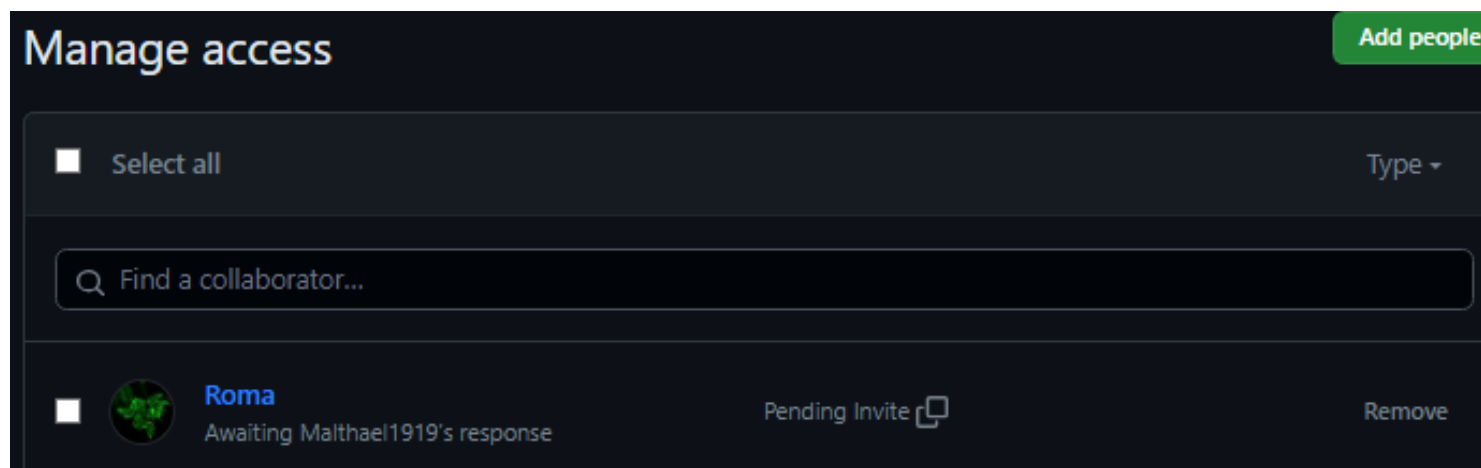 Manage access
Add people
Select all
Type
Find a collaborator...
Roma
Awaiting Malthael1919's response
Pending Invite
Remove